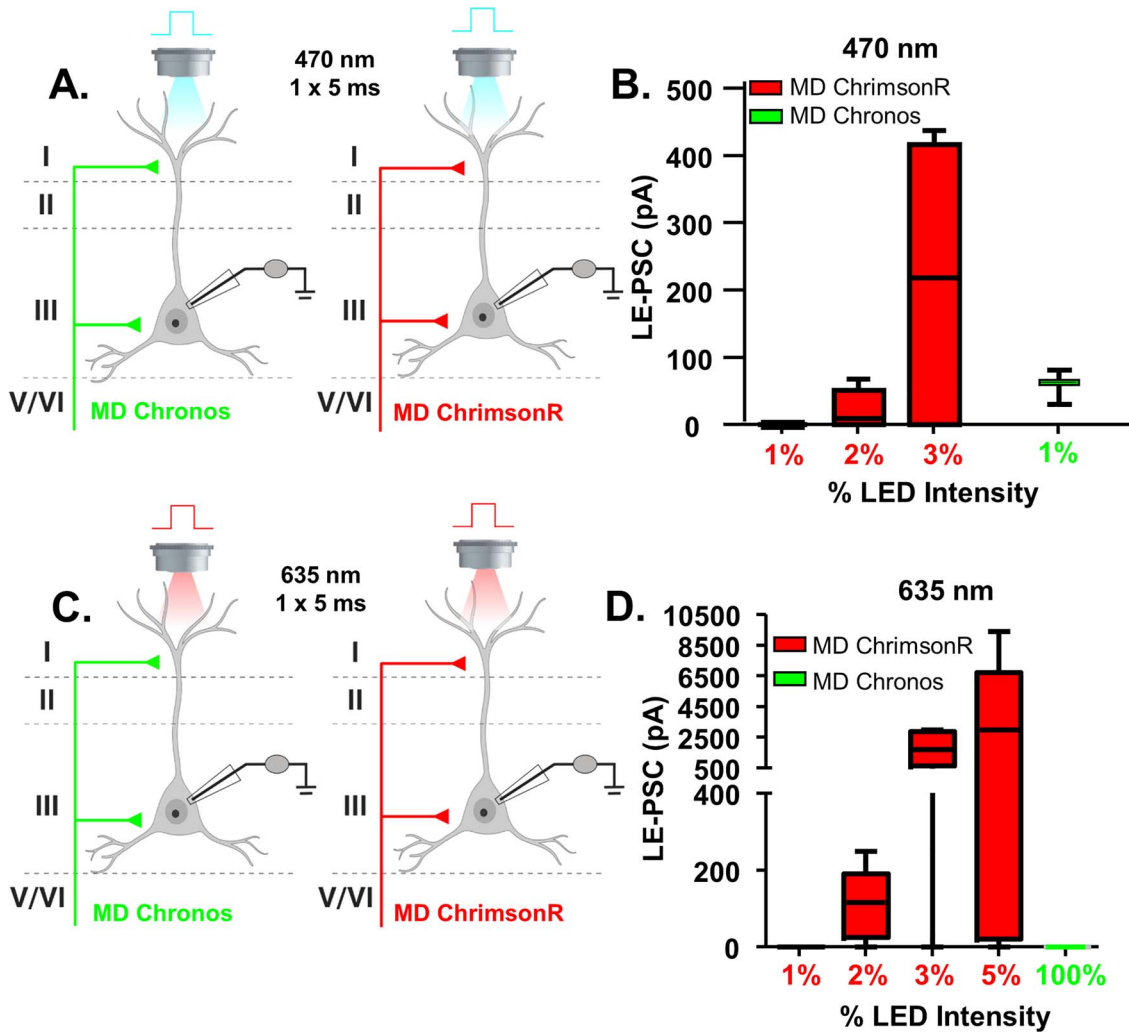 A.
470 nm
1 x 5 ms
I
II
III
V/VI
MD Chronos
I
II
III
V/VI
MD ChrimsonR
B.
470 nm
MD ChrimsonR
MD Chronos
LE-PSC (pA)
500
400
300
200
100
0
1%
2%
3%
1%
% LED Intensity
C.
635 nm
1 x 5 ms
I
II
III
V/VI
MD Chronos
I
II
III
V/VI
MD ChrimsonR
D.
635 nm
MD ChrimsonR
MD Chronos
LE-PSC (pA)
10500
8500
6500
4500
2500
500
400
200
0
1%
2%
3%
5%
100%
% LED Intensity